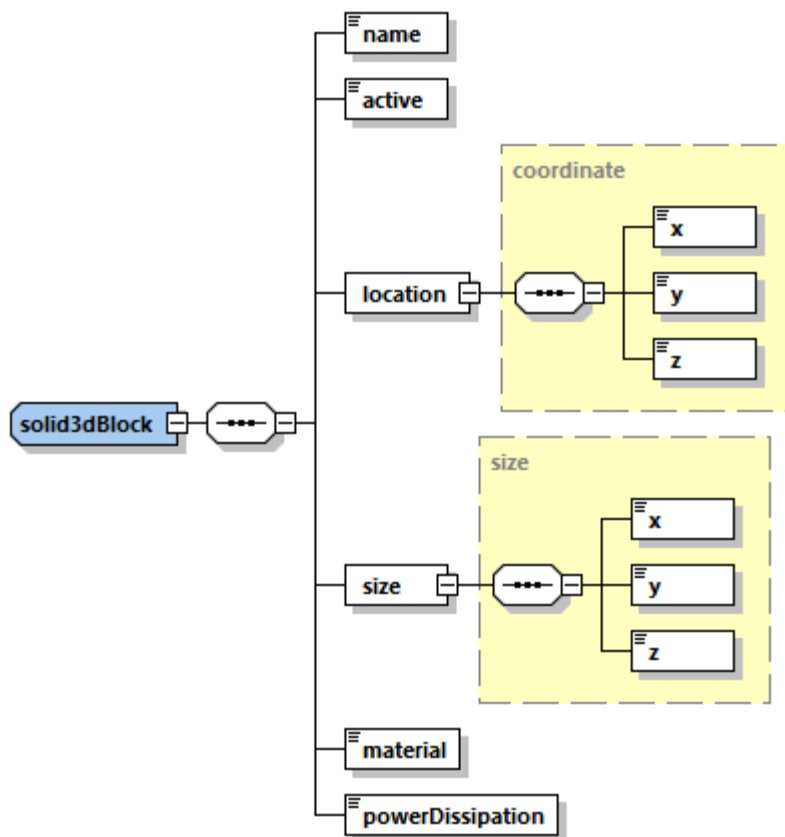 name
active
coordinate
x
location
y
z
solid3dBlock
size
x
size
y
z
material
powerDissipation